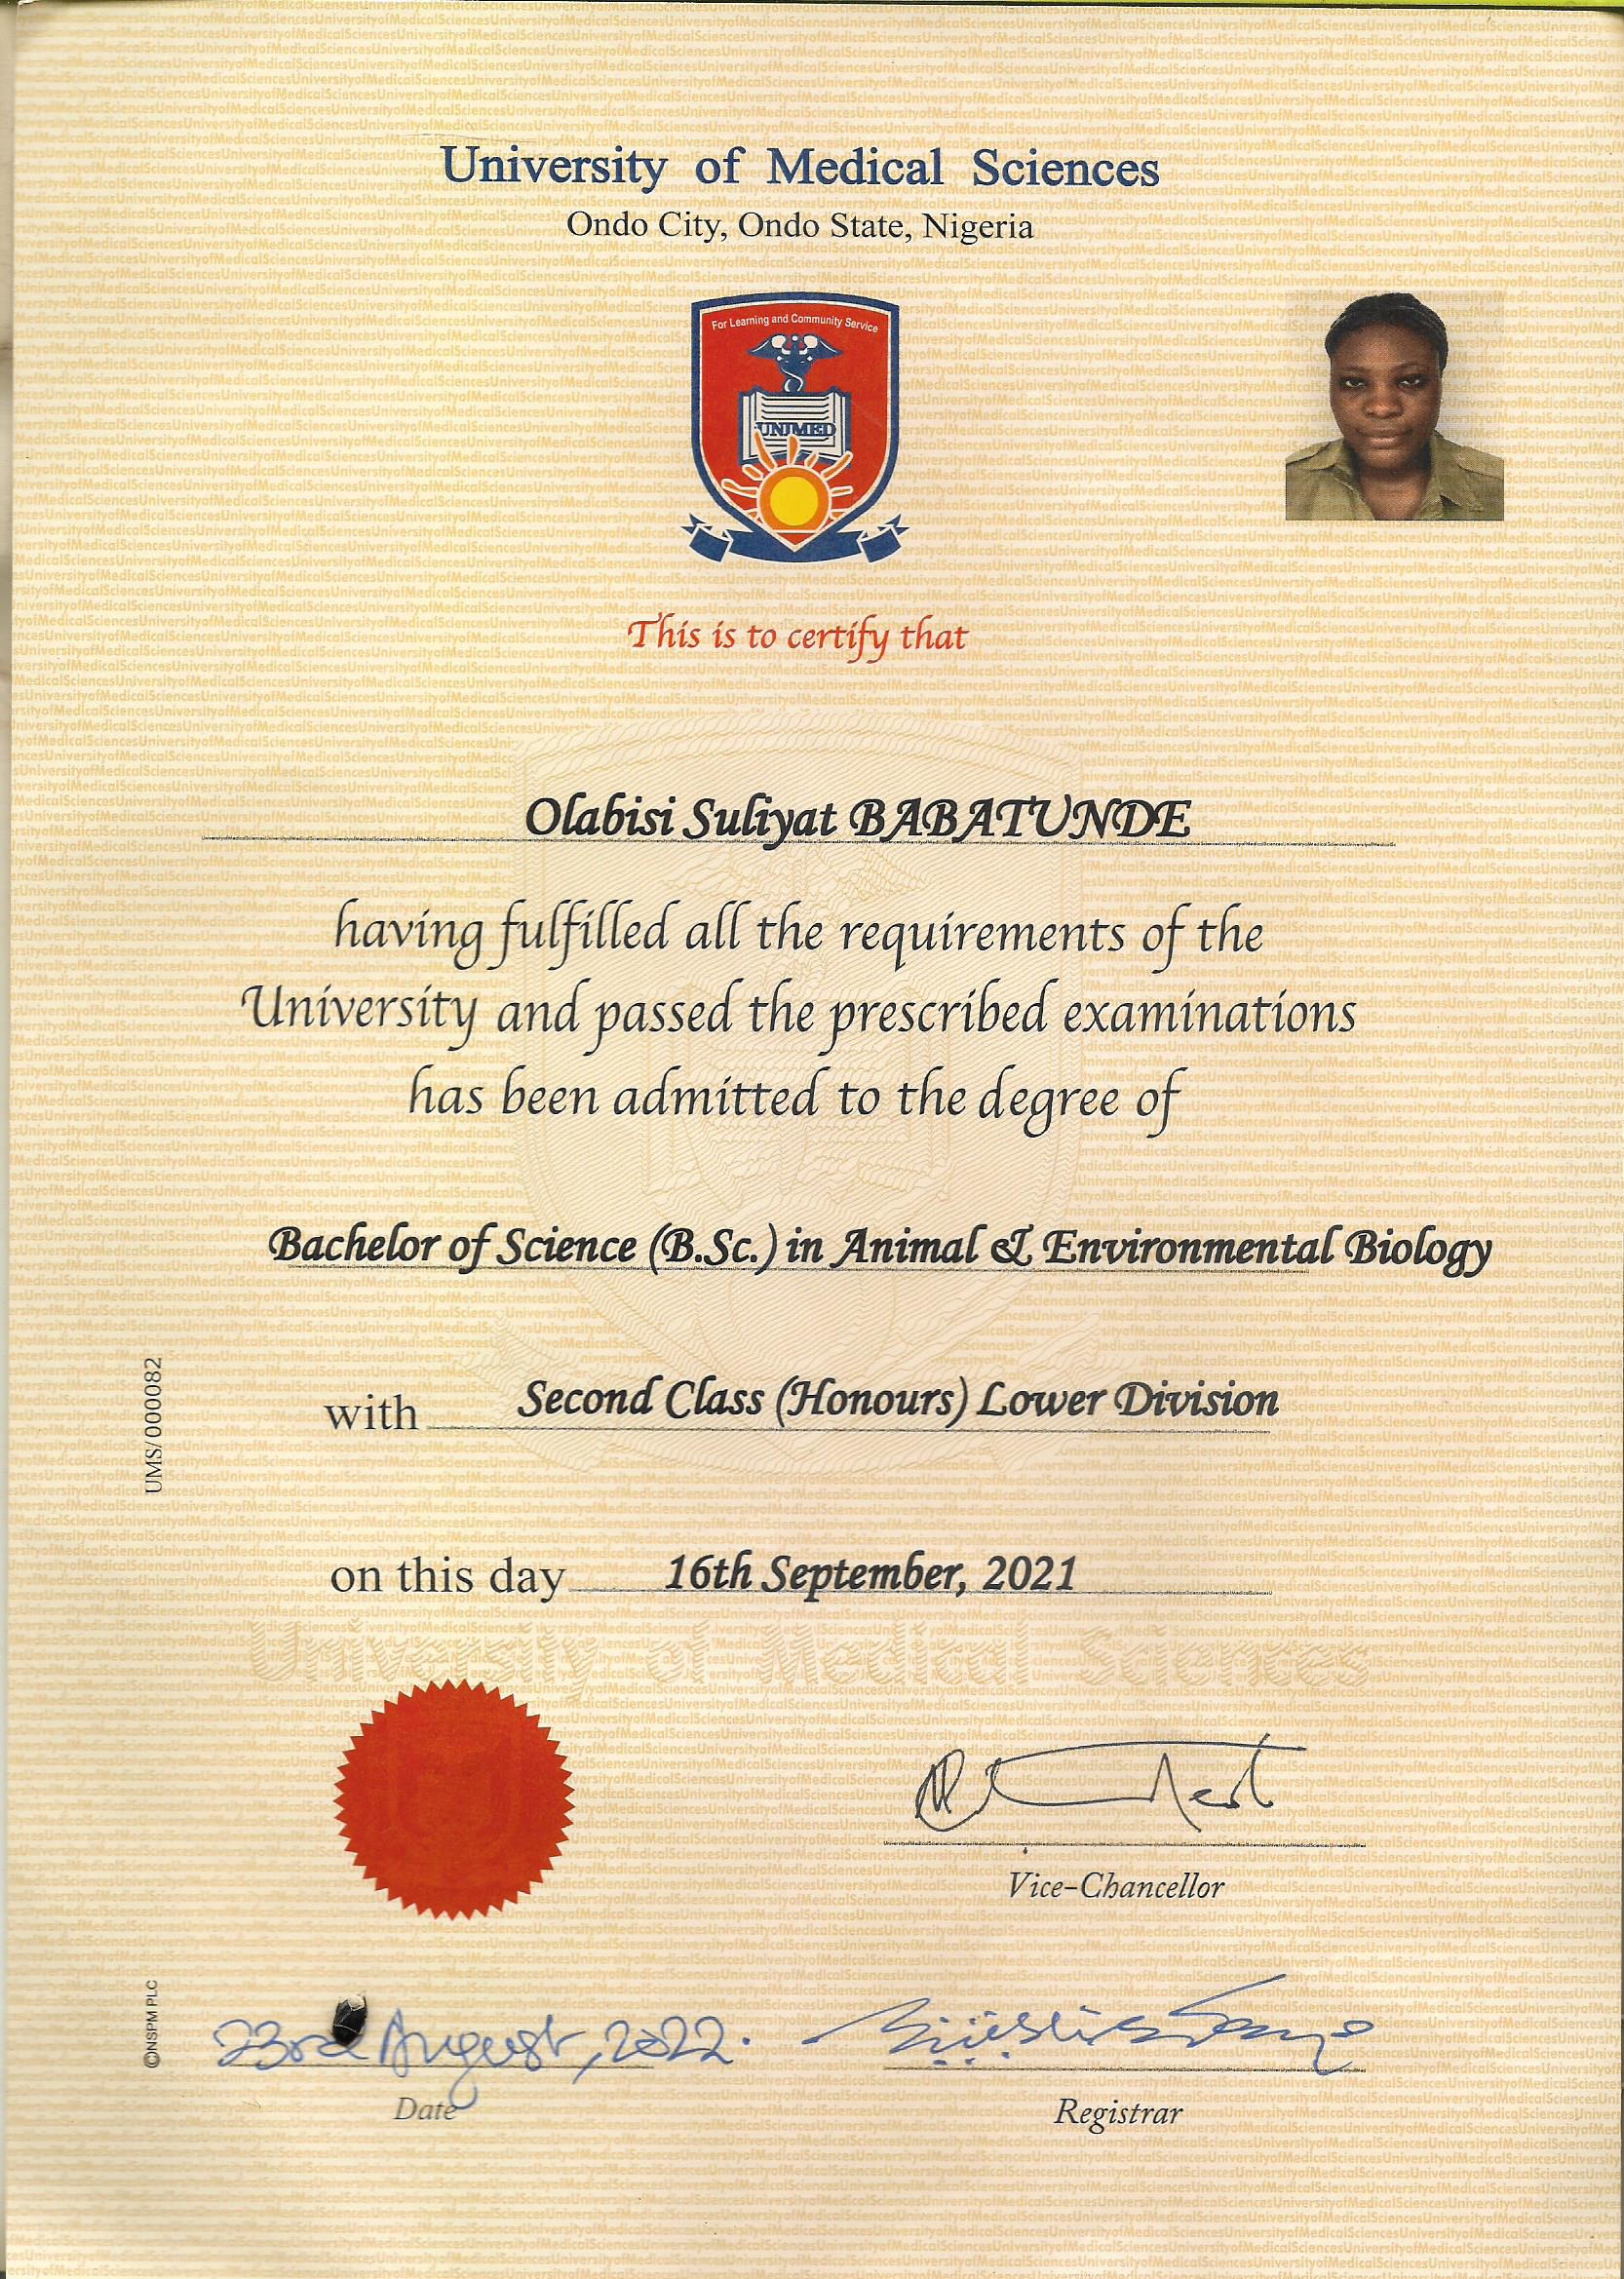 University of Medical Sciences
Ondo City, Ondo State, Nigeria
For Learning and Community Service
UNIMED
This is to certify that
Olabisi Suliyat BABATUNDE
having fulfilled all the requirements of the
University and passed the prescribed examinations
has been admitted to the degree of
Bachelor of Science (B.Sc.) in Animal & Environmental Biology
with Second Class (Honours) Lower Division
UMS/000082
on this day 16th September, 2021
University of Medical Sciences
Vice-Chancellor
©NSPM PLC
23rd August, 2022.
Date
Registrar